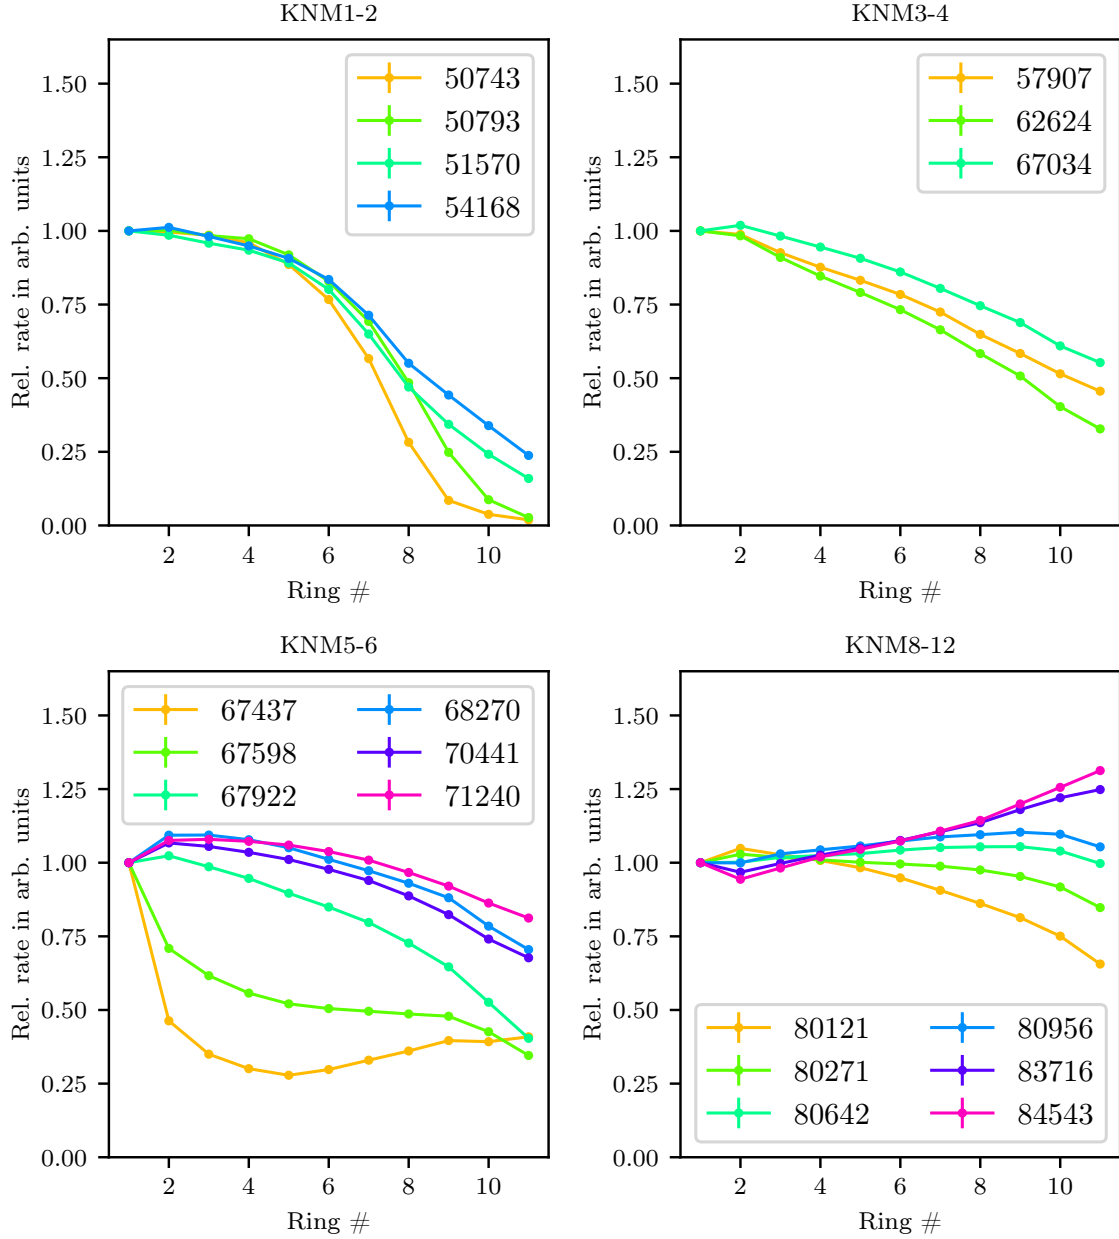 KNM1-2
Rel. rate in arb. units
1.50
1.25
1.00
0.75
0.50
0.25
0.00
50743
50793
51570
54168
2 4 6 8 10
Ring #
KNM3-4
Rel. rate in arb. units
1.50
1.25
1.00
0.75
0.50
0.25
0.00
57907
62624
67034
2 4 6 8 10
Ring #
KNM5-6
Rel. rate in arb. units
1.50
1.25
1.00
0.75
0.50
0.25
0.00
67437 68270
67598 70441
67922 71240
2 4 6 8 10
Ring #
KNM8-12
Rel. rate in arb. units
1.50
1.25
1.00
0.75
0.50
0.25
0.00
80121 80956
80271 83716
80642 84543
2 4 6 8 10
Ring #